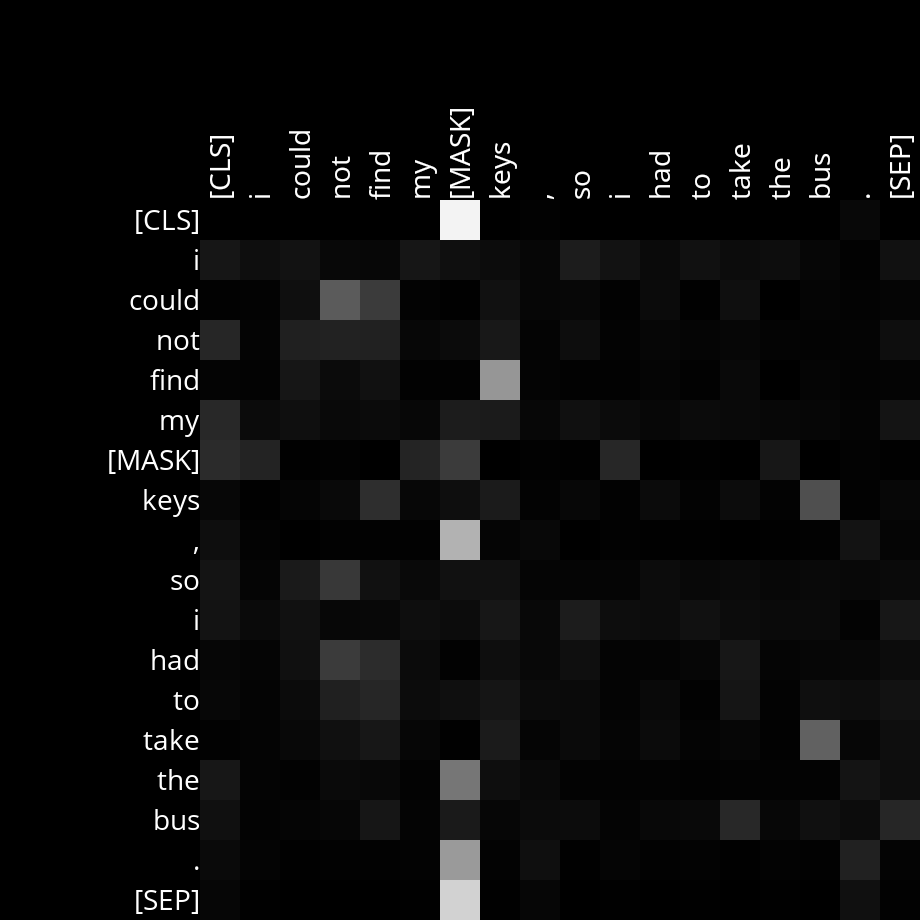 [CLS] i could not find my [MASK] keys , so i had to take the bus . [SEP]
[CLS]
i
could
not
find
my
[MASK]
keys
,
so
i
had
to
take
the
bus
.
[SEP]